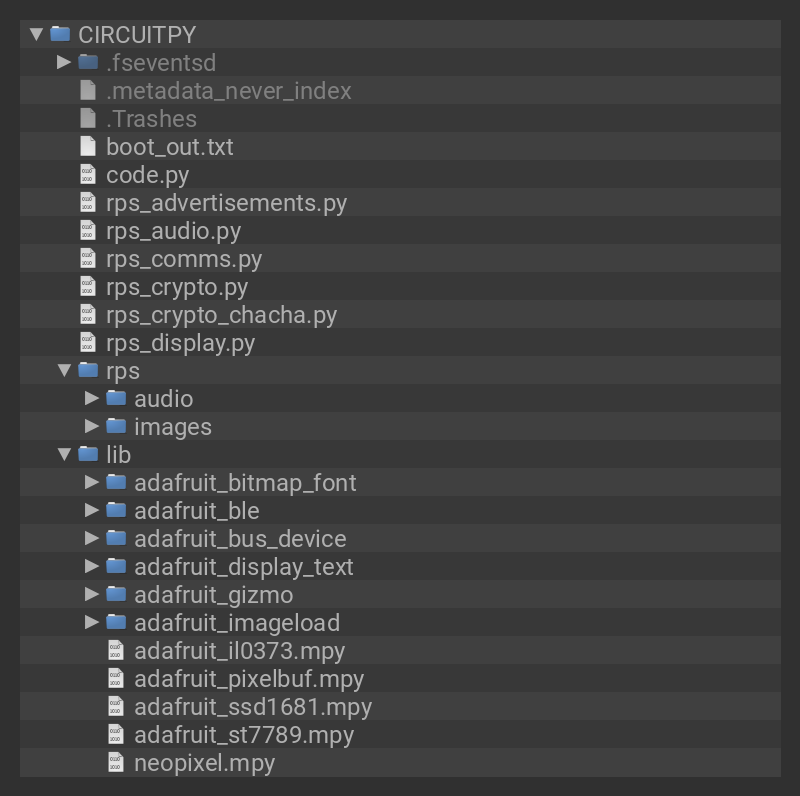 CIRCUITPY
.fseventsd
.metadata_never_index
.Trashes
boot_out.txt
code.py
rps_advertisements.py
rps_audio.py
rps_comms.py
rps_crypto.py
rps_crypto_chacha.py
rps_display.py
rps
audio
images
lib
adafruit_bitmap_font
adafruit_ble
adafruit_bus_device
adafruit_display_text
adafruit_gizmo
adafruit_imageload
adafruit_il0373.mpy
adafruit_pixelbuf.mpy
adafruit_ssd1681.mpy
adafruit_st7789.mpy
neopixel.mpy